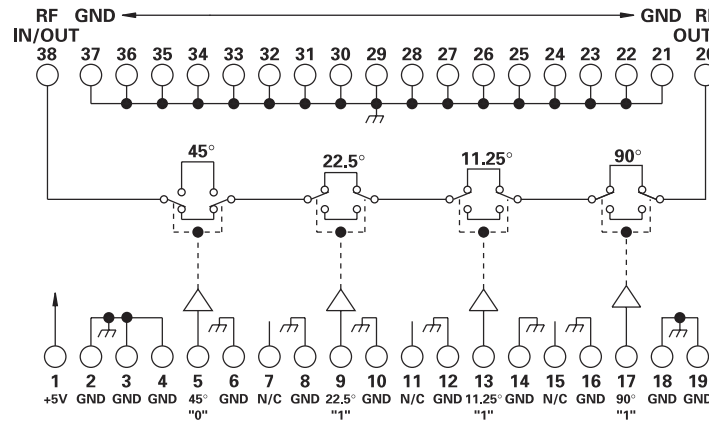 RF GND GND
IN/OUT
38 37 36 35 34 33 32 31 30 29 28 27 26 25 24 23 22 21
45° 22.5° 11.25° 90°
1 2 3 4 5 6 7 8 9 10 11 12 13 14 15 16 17 18 19
+5V GND GND GND 45° GND N/C GND 22.5° GND N/C GND 11.25° GND N/C GND 90° GND GND
"0" "1" "1" "1"